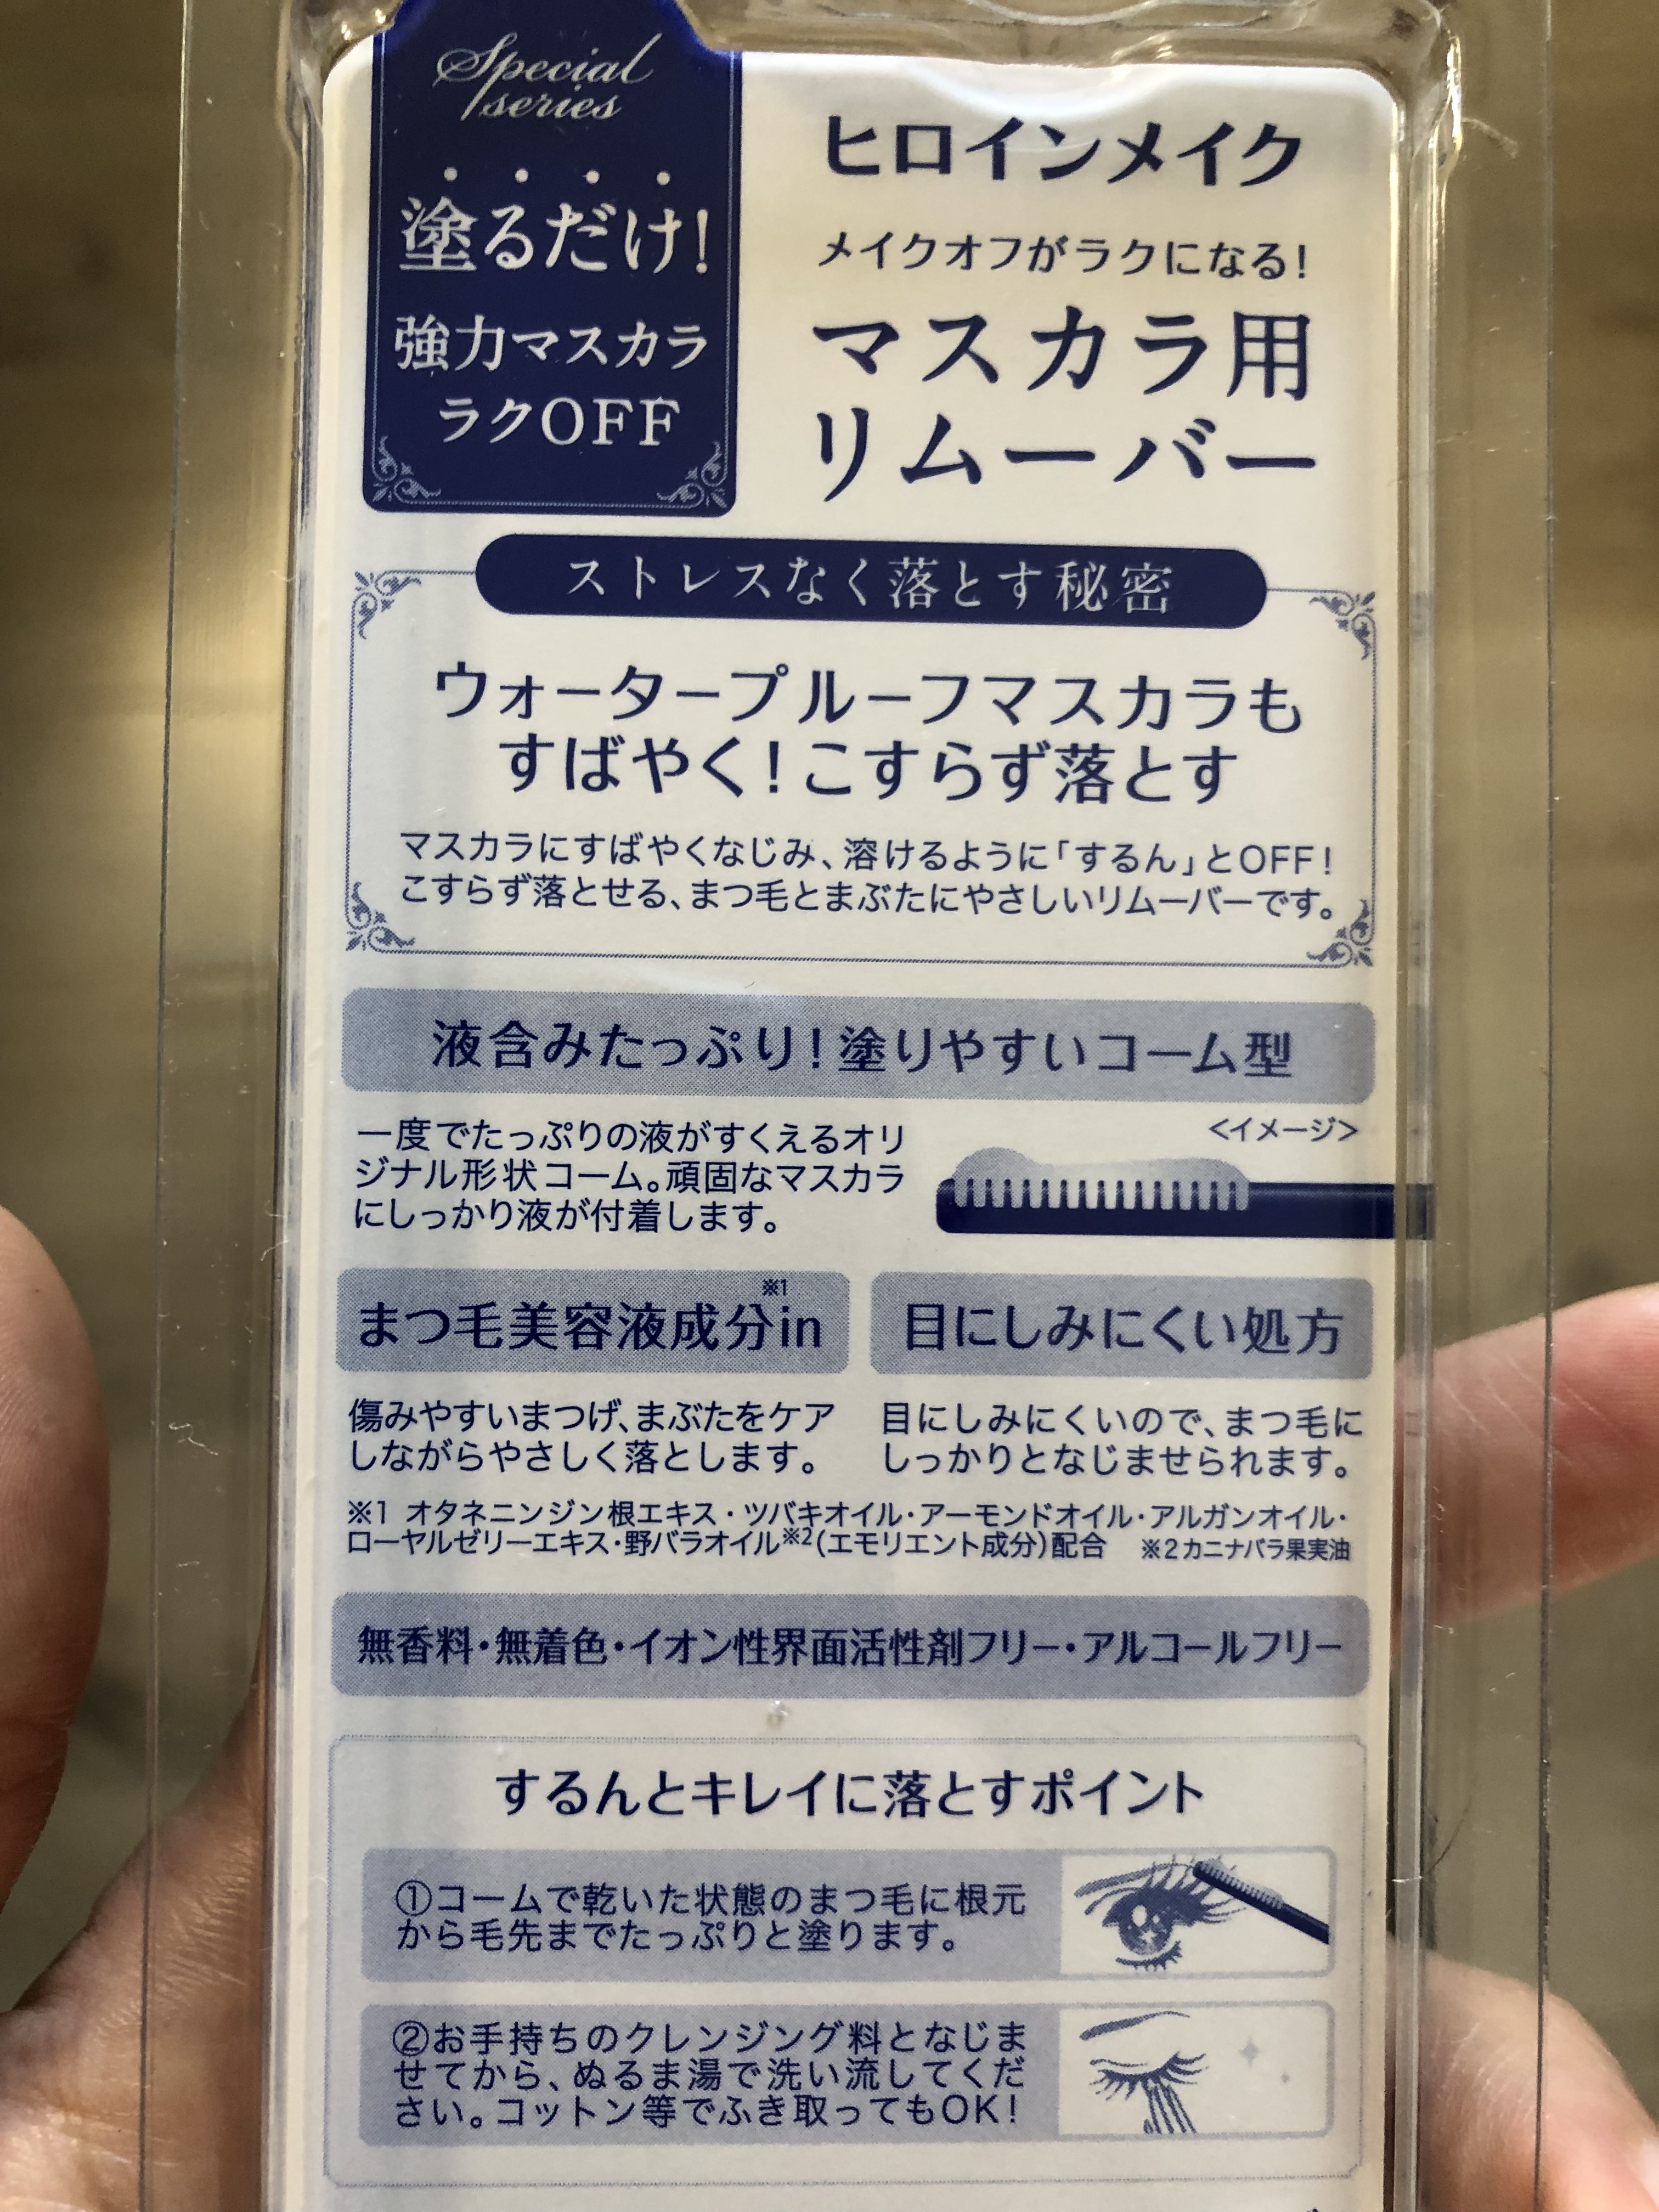 Special
series
塗るだけ!
強力マスカラ
ラクOFF
ヒロインメイク
メイクオフがラクになる!
マスカラ用
リムーバー
ストレスなく落とす秘密
ウォータープルーフマスカラも
すばやく!こすらず落とす
マスカラにすばやくなじみ、溶けるように「するん」とOFF!
こすらず落とせる、まつ毛とまぶたにやさしいリムーバーです。
液含みたっぷり!塗りやすいコーム型
一度でたっぷりの液がすくえるオリ
ジナル形状コーム。頑固なマスカラ
にしっかり液が付着します。
<イメージ>
まつ毛美容液成分※1in
傷みやすいまつげ、まぶたをケア
しながらやさしく落とします。
目にしみにくい処方
目にしみにくいので、まつ毛に
しっかりとなじませられます。
※1 オタネニンジン根エキス・ツバキオイル・アーモンドオイル・アルガンオイル・
ローヤルゼリーエキス・野バラオイル※2(エモリエント成分)配合 ※2カニナバラ果実油
無香料・無着色・イオン性界面活性剤フリー・アルコールフリー
するんとキレイに落とすポイント
①コームで乾いた状態のまつ毛に根元
から毛先までたっぷりと塗ります。
②お手持ちのクレンジング料となじま
せてから、ぬるま湯で洗い流してくだ
さい。コットン等でふき取ってもOK!